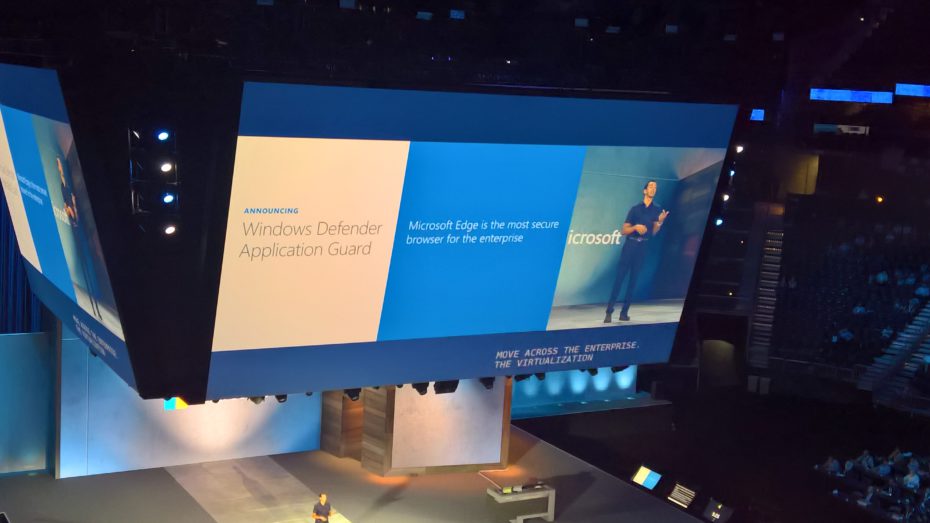 ANNOUNCING
Windows Defender
Application Guard
Microsoft Edge is the most secure
browser for the enterprise
icrosoft
MOVE ACROSS THE VIRTUALIZATION
THE ENTERPRISE.